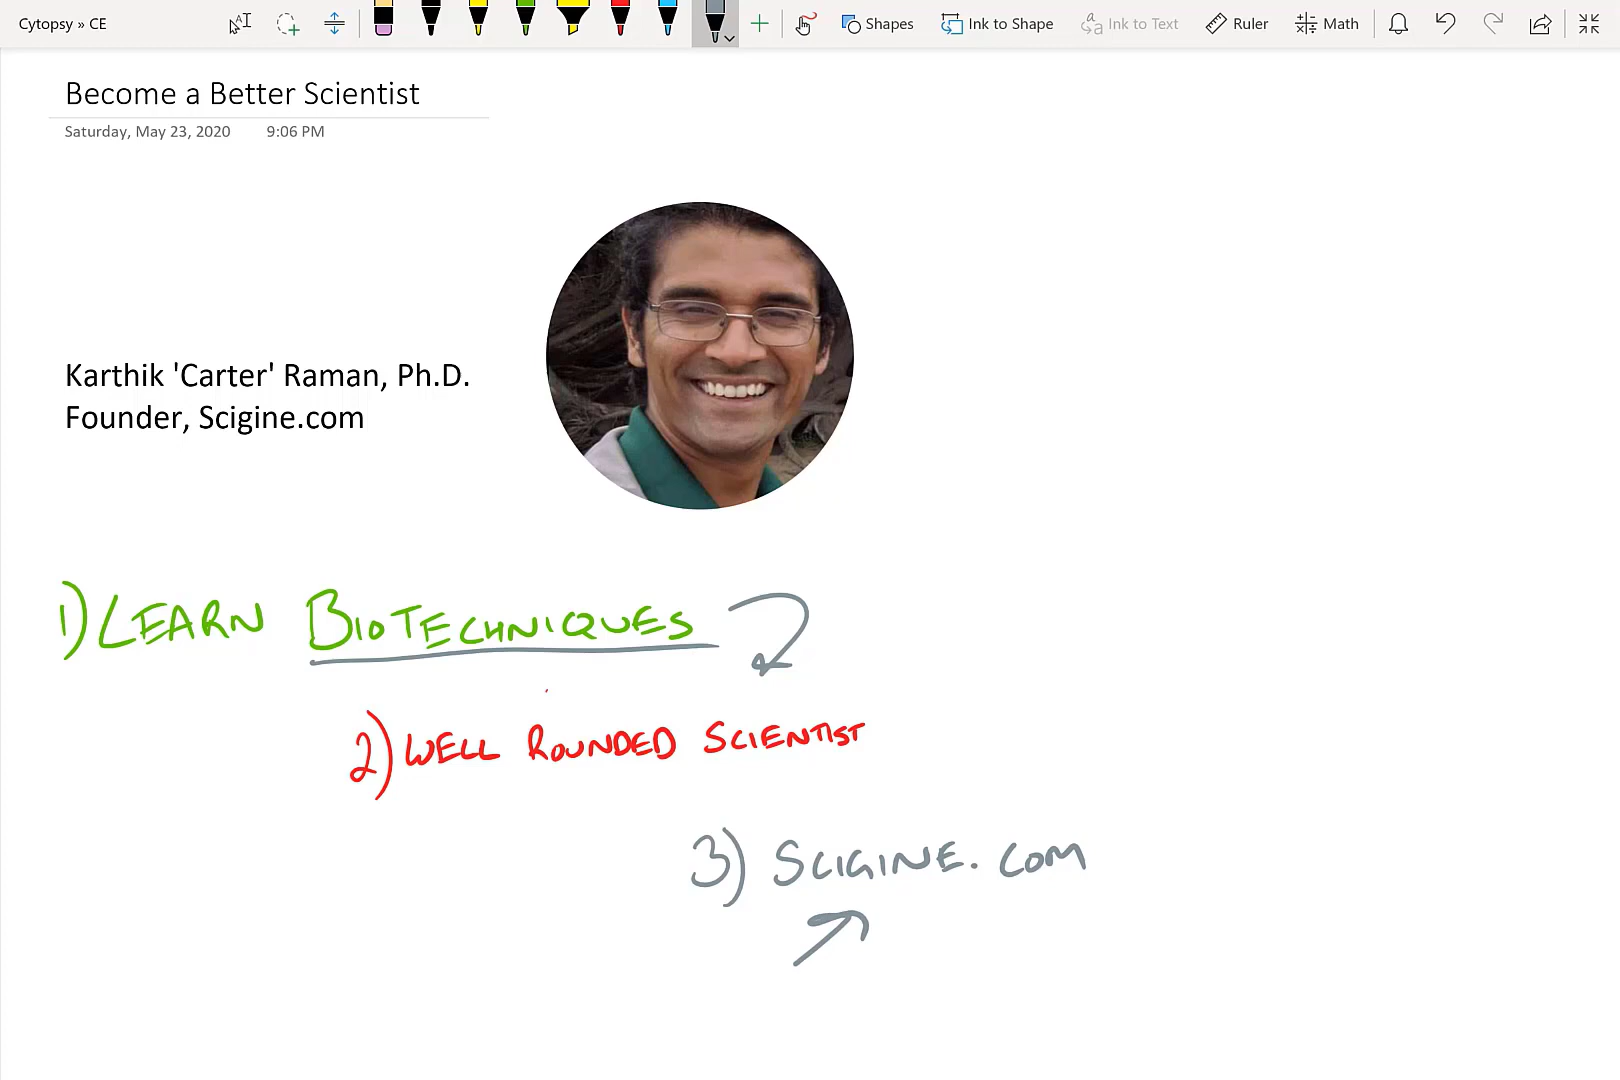 Cytopsy » CE
Shapes
Ink to Shape
Ink to Text
Ruler
Math
Become a Better Scientist
Saturday, May 23, 2020 9:06 PM
Karthik 'Carter' Raman, Ph.D.
Founder, Scigine.com
1) LEARN BIOTECHNIQUES
2) WELL ROUNDED SCIENTIST
3) SCIGINE.COM